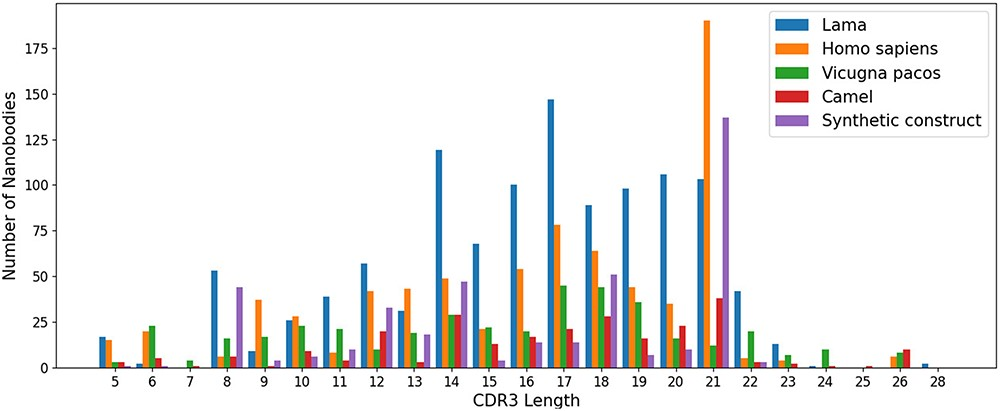 Number of Nanobodies
175
150
125
100
75
50
25
0
Lama
Homo sapiens
Vicugna pacos
Camel
Synthetic construct
5 6 7 8 9 10 11 12 13 14 15 16 17 18 19 20 21 22 23 24 25 26 28
CDR3 Length